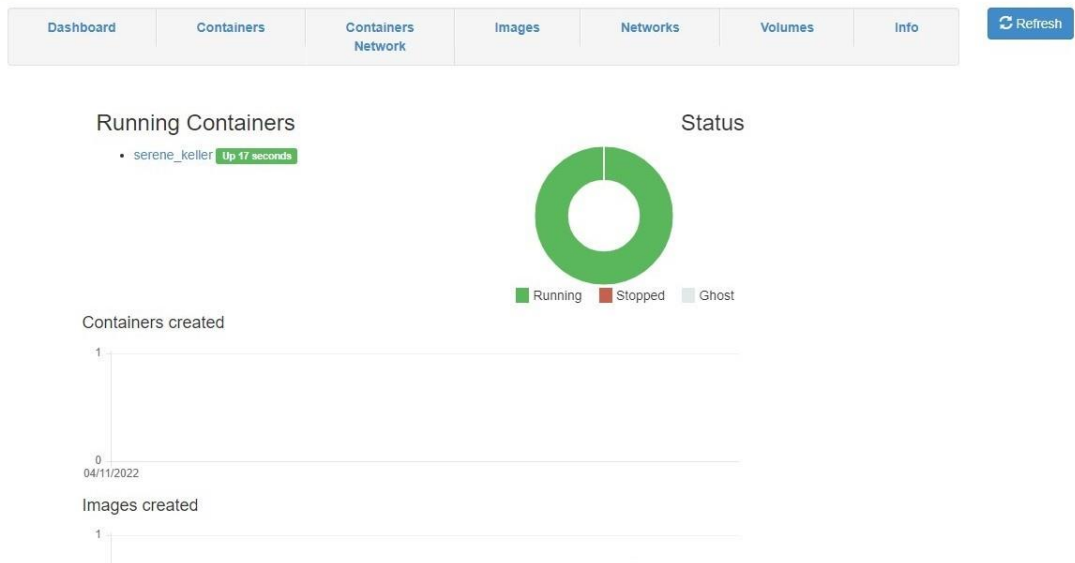 Dashboard Containers Containers Images Networks Volumes Info Refresh
Network
Running Containers Status
serene_keller Up 17 seconds
Running Stopped Ghost
Containers created
1
0
04/11/2022
Images created
1